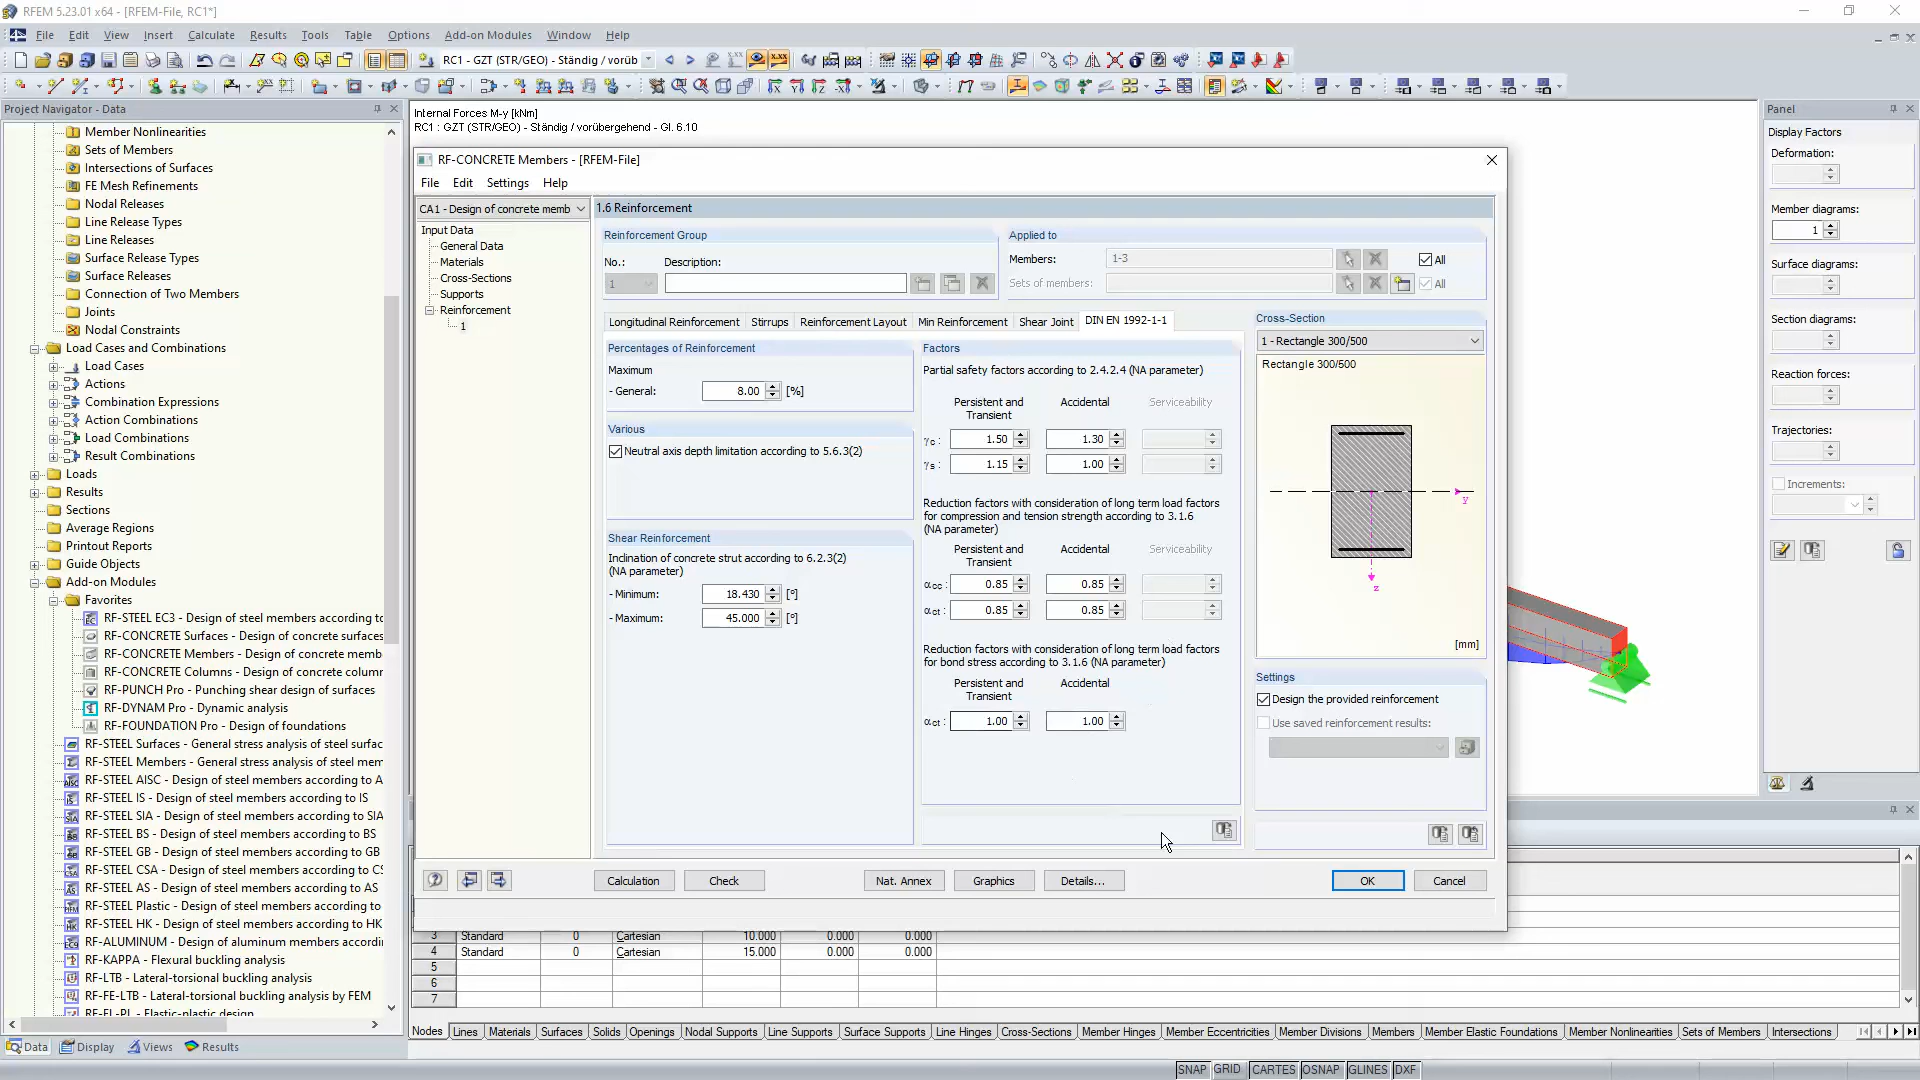 RFEM 5.23.01 x64 - [RFEM-File, RC1*]
File Edit View Insert Calculate Results Tools Table Options Add-on Modules Window Help
RC1 - GZT (STR/GEO) - Ständig / vorüb
Project Navigator - Data
Member Nonlinearities
Sets of Members
Intersections of Surfaces
FE Mesh Refinements
Nodal Releases
Line Release Types
Line Releases
Surface Release Types
Surface Releases
Connection of Two Members
Joints
Nodal Constraints
Load Cases and Combinations
Load Cases
Actions
Combination Expressions
Action Combinations
Load Combinations
Result Combinations
Loads
Results
Sections
Average Regions
Printout Reports
Guide Objects
Add-on Modules
Favorites
RF-STEEL EC3 - Design of steel members according to
RF-CONCRETE Surfaces - Design of concrete surfaces
RF-CONCRETE Members - Design of concrete memb
RF-CONCRETE Columns - Design of concrete column
RF-PUNCH Pro - Punching shear design of surfaces
RF-DYNAM Pro - Dynamic analysis
RF-FOUNDATION Pro - Design of foundations
RF-STEEL Surfaces - General stress analysis of steel surfac
RF-STEEL Members - General stress analysis of steel mem
RF-STEEL AISC - Design of steel members according to A
RF-STEEL IS - Design of steel members according to IS
RF-STEEL SIA - Design of steel members according to SIA
RF-STEEL BS - Design of steel members according to BS
RF-STEEL GB - Design of steel members according to GB
RF-STEEL CSA - Design of steel members according to CS
RF-STEEL AS - Design of steel members according to AS
RF-STEEL Plastic - Design of steel members according to
RF-STEEL HK - Design of steel members according to HK
RF-ALUMINUM - Design of aluminum members accordi
RF-KAPPA - Flexural buckling analysis
RF-LTB - Lateral-torsional buckling analysis
RF-FE-LTB - Lateral-torsional buckling analysis by FEM
RF-EL-PL - Elastic-plastic design
Data Display Views Results
Internal Forces M-y [kNm]
RC1 : GZT (STR/GEO) - Ständig / vorübergehend - Gl. 6.10
RF-CONCRETE Members - [RFEM-File]
File Edit Settings Help
CA1 - Design of concrete memb
Input Data
General Data
Materials
Cross-Sections
Supports
Reinforcement
1
1.6 Reinforcement
Reinforcement Group
No.: Description:
1
Applied to
Members: 1-3 All
Sets of members: All
Longitudinal Reinforcement Stirrups Reinforcement Layout Min Reinforcement Shear Joint DIN EN 1992-1-1
Percentages of Reinforcement
Maximum
- General: 8.00 [%]
Various
Neutral axis depth limitation according to 5.6.3(2)
Shear Reinforcement
Inclination of concrete strut according to 6.2.3(2)
(NA parameter)
- Minimum: 18.430 [°]
- Maximum: 45.000 [°]
Factors
Partial safety factors according to 2.4.2.4 (NA parameter)
Persistent and Transient Accidental Serviceability
γc : 1.50 1.30
γs : 1.15 1.00
Reduction factors with consideration of long term load factors
for compression and tension strength according to 3.1.6
(NA parameter)
Persistent and Transient Accidental Serviceability
αcc : 0.85 0.85
αct : 0.85 0.85
Reduction factors with consideration of long term load factors
for bond stress according to 3.1.6 (NA parameter)
Persistent and Transient Accidental
αct : 1.00 1.00
Cross-Section
1 - Rectangle 300/500
Rectangle 300/500
y
z
[mm]
Settings
Design the provided reinforcement
Use saved reinforcement results:
Calculation Check Nat. Annex Graphics Details... OK Cancel
Panel
Display Factors
Deformation:
Member diagrams:
1
Surface diagrams:
Section diagrams:
Reaction forces:
Trajectories:
Increments:
3 Standard 0 Cartesian 10.000 0.000 0.000
4 Standard 0 Cartesian 15.000 0.000 0.000
5
6
7
Nodes Lines Materials Surfaces Solids Openings Nodal Supports Line Supports Surface Supports Line Hinges Cross-Sections Member Hinges Member Eccentricities Member Divisions Members Member Elastic Foundations Member Nonlinearities Sets of Members Intersections
SNAP GRID CARTES OSNAP GLINES DXF